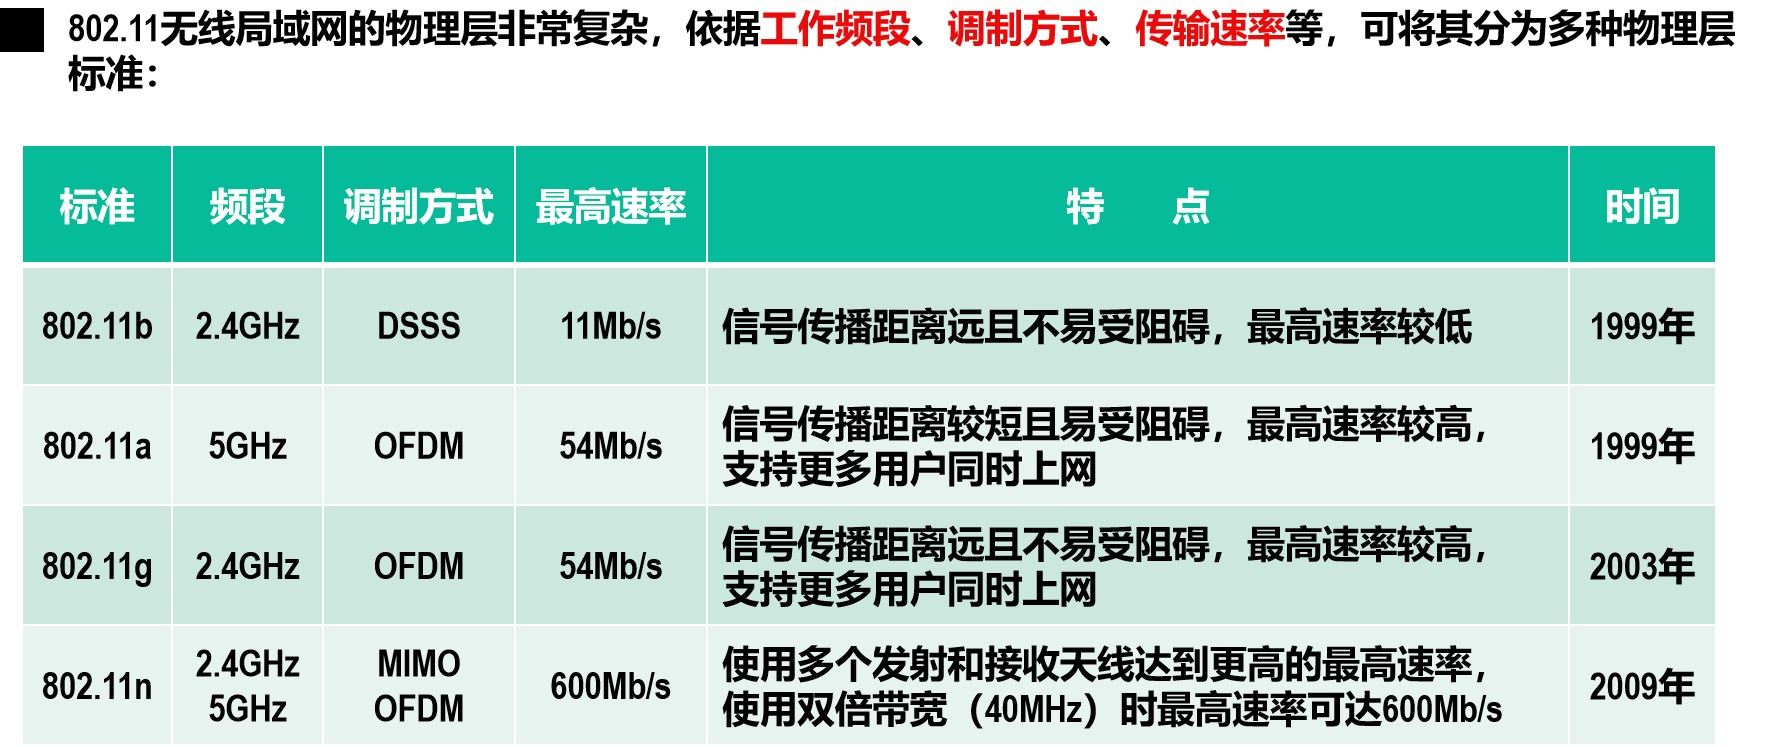 802.11无线局域网的物理层非常复杂，依据工作频段、调制方式、传输速率等，可将其分为多种物理层
标准：
标准 频段 调制方式 最高速率 特 点 时间
802.11b 2.4GHz DSSS 11Mb/s 信号传播距离远且不易受阻碍，最高速率较低 1999年
802.11a 5GHz OFDM 54Mb/s 信号传播距离较短且易受阻碍，最高速率较高，
支持更多用户同时上网 1999年
802.11g 2.4GHz OFDM 54Mb/s 信号传播距离远且不易受阻碍，最高速率较高，
支持更多用户同时上网 2003年
802.11n 2.4GHz
5GHz MIMO
OFDM 600Mb/s 使用多个发射和接收天线达到更高的最高速率，
使用双倍带宽（40MHz）时最高速率可达600Mb/s 2009年